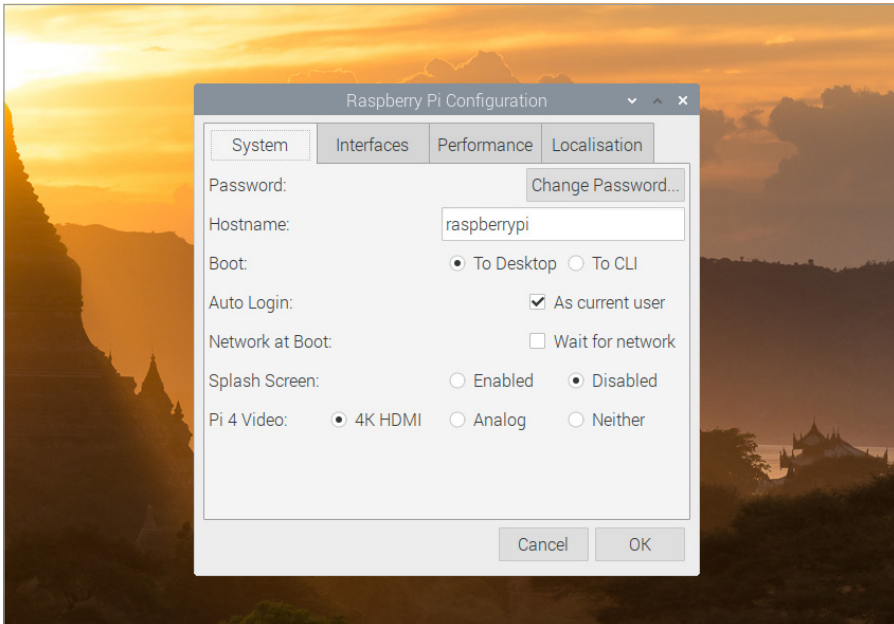 Raspberry Pi Configuration
System Interfaces Performance Localisation
Password: Change Password...
Hostname: raspberrypi
Boot: To Desktop To CLI
Auto Login: As current user
Network at Boot: Wait for network
Splash Screen: Enabled Disabled
Pi 4 Video: 4K HDMI Analog Neither
Cancel OK